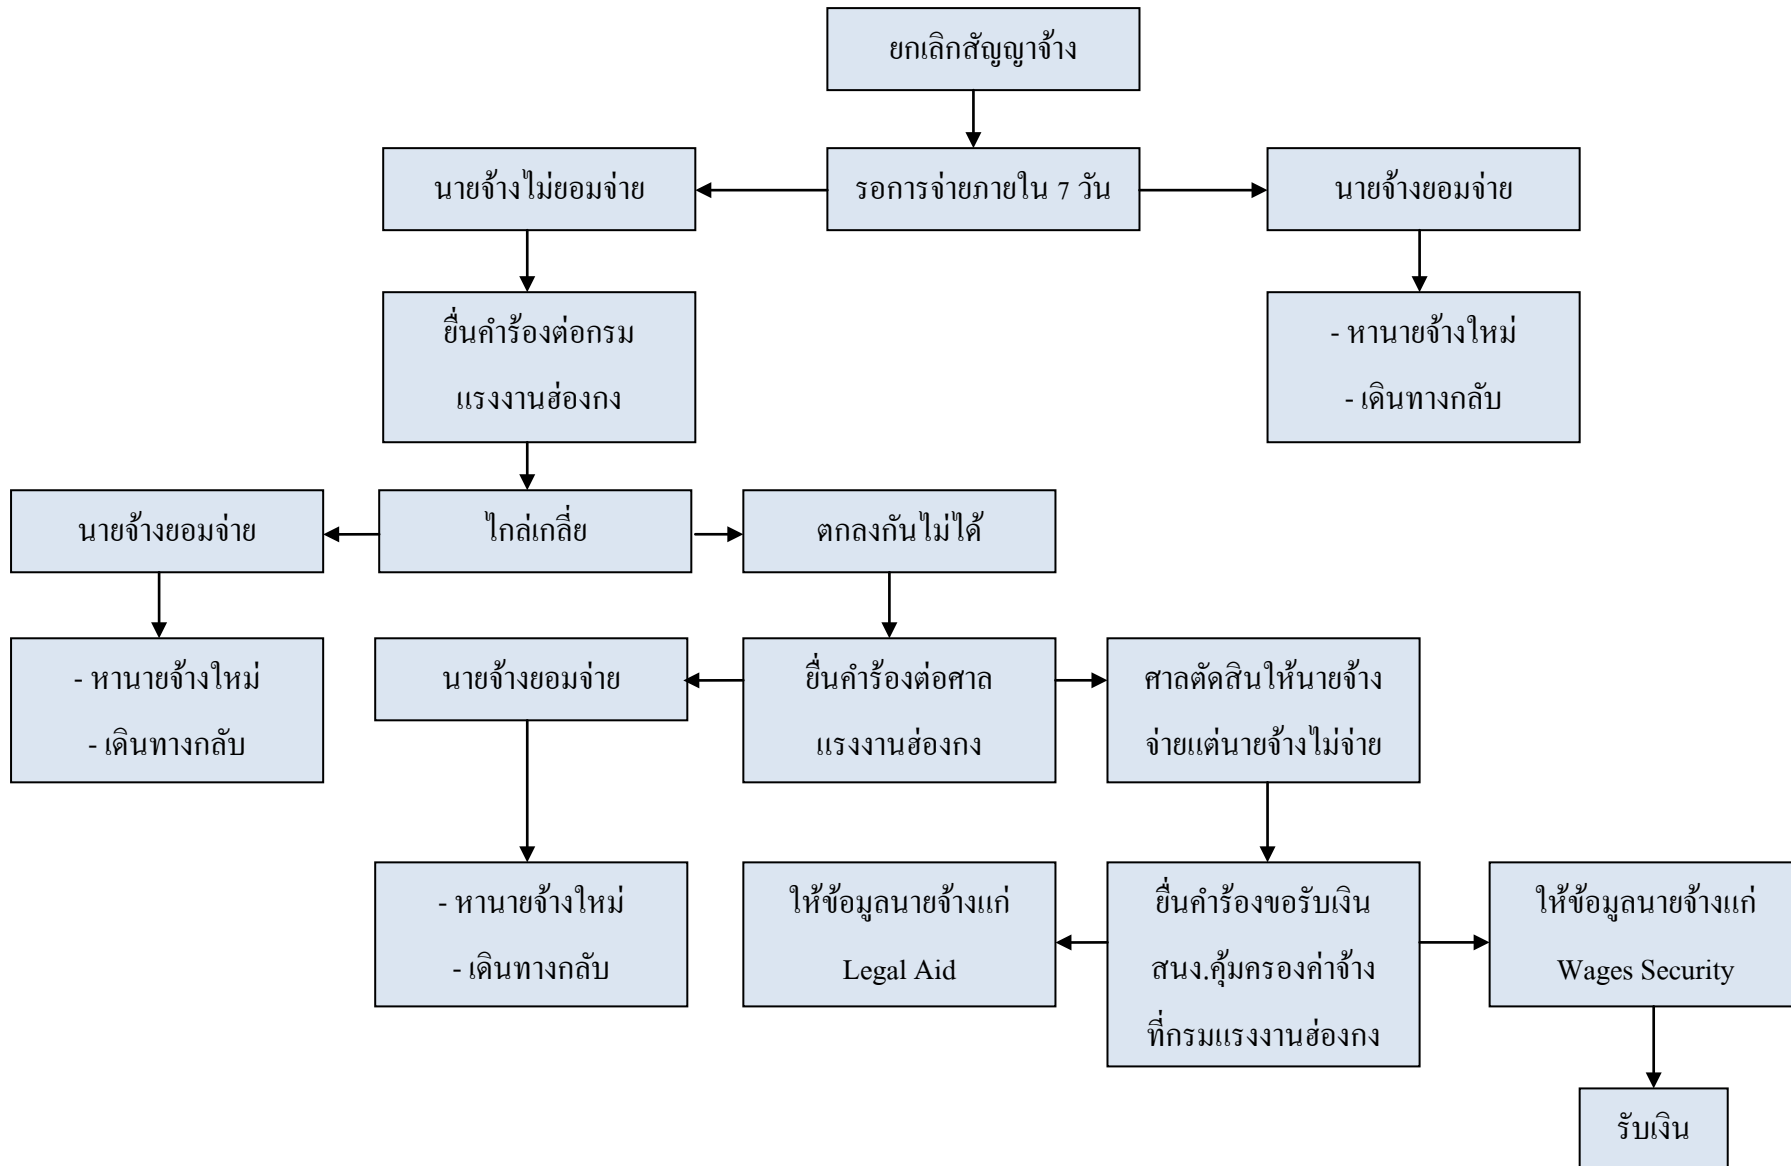 ยกเลิกสัญญาจ้าง
นายจ้างไม่ยอมจ่าย
รอการจ่ายภายใน 7 วัน
นายจ้างยอมจ่าย
ยื่นคำร้องต่อกรม
แรงงานฮ่องกง
- หานายจ้างใหม่
- เดินทางกลับ
นายจ้างยอมจ่าย
ไกล่เกลี่ย
ตกลงกันไม่ได้
- หานายจ้างใหม่
- เดินทางกลับ
นายจ้างยอมจ่าย
ยื่นคำร้องต่อศาล
แรงงานฮ่องกง
ศาลตัดสินให้นายจ้าง
จ่ายแต่นายจ้างไม่จ่าย
- หานายจ้างใหม่
- เดินทางกลับ
ให้ข้อมูลนายจ้างแก่
Legal Aid
ยื่นคำร้องขอรับเงิน
สนง.คุ้มครองค่าจ้าง
ที่กรมแรงงานฮ่องกง
ให้ข้อมูลนายจ้างแก่
Wages Security
รับเงิน